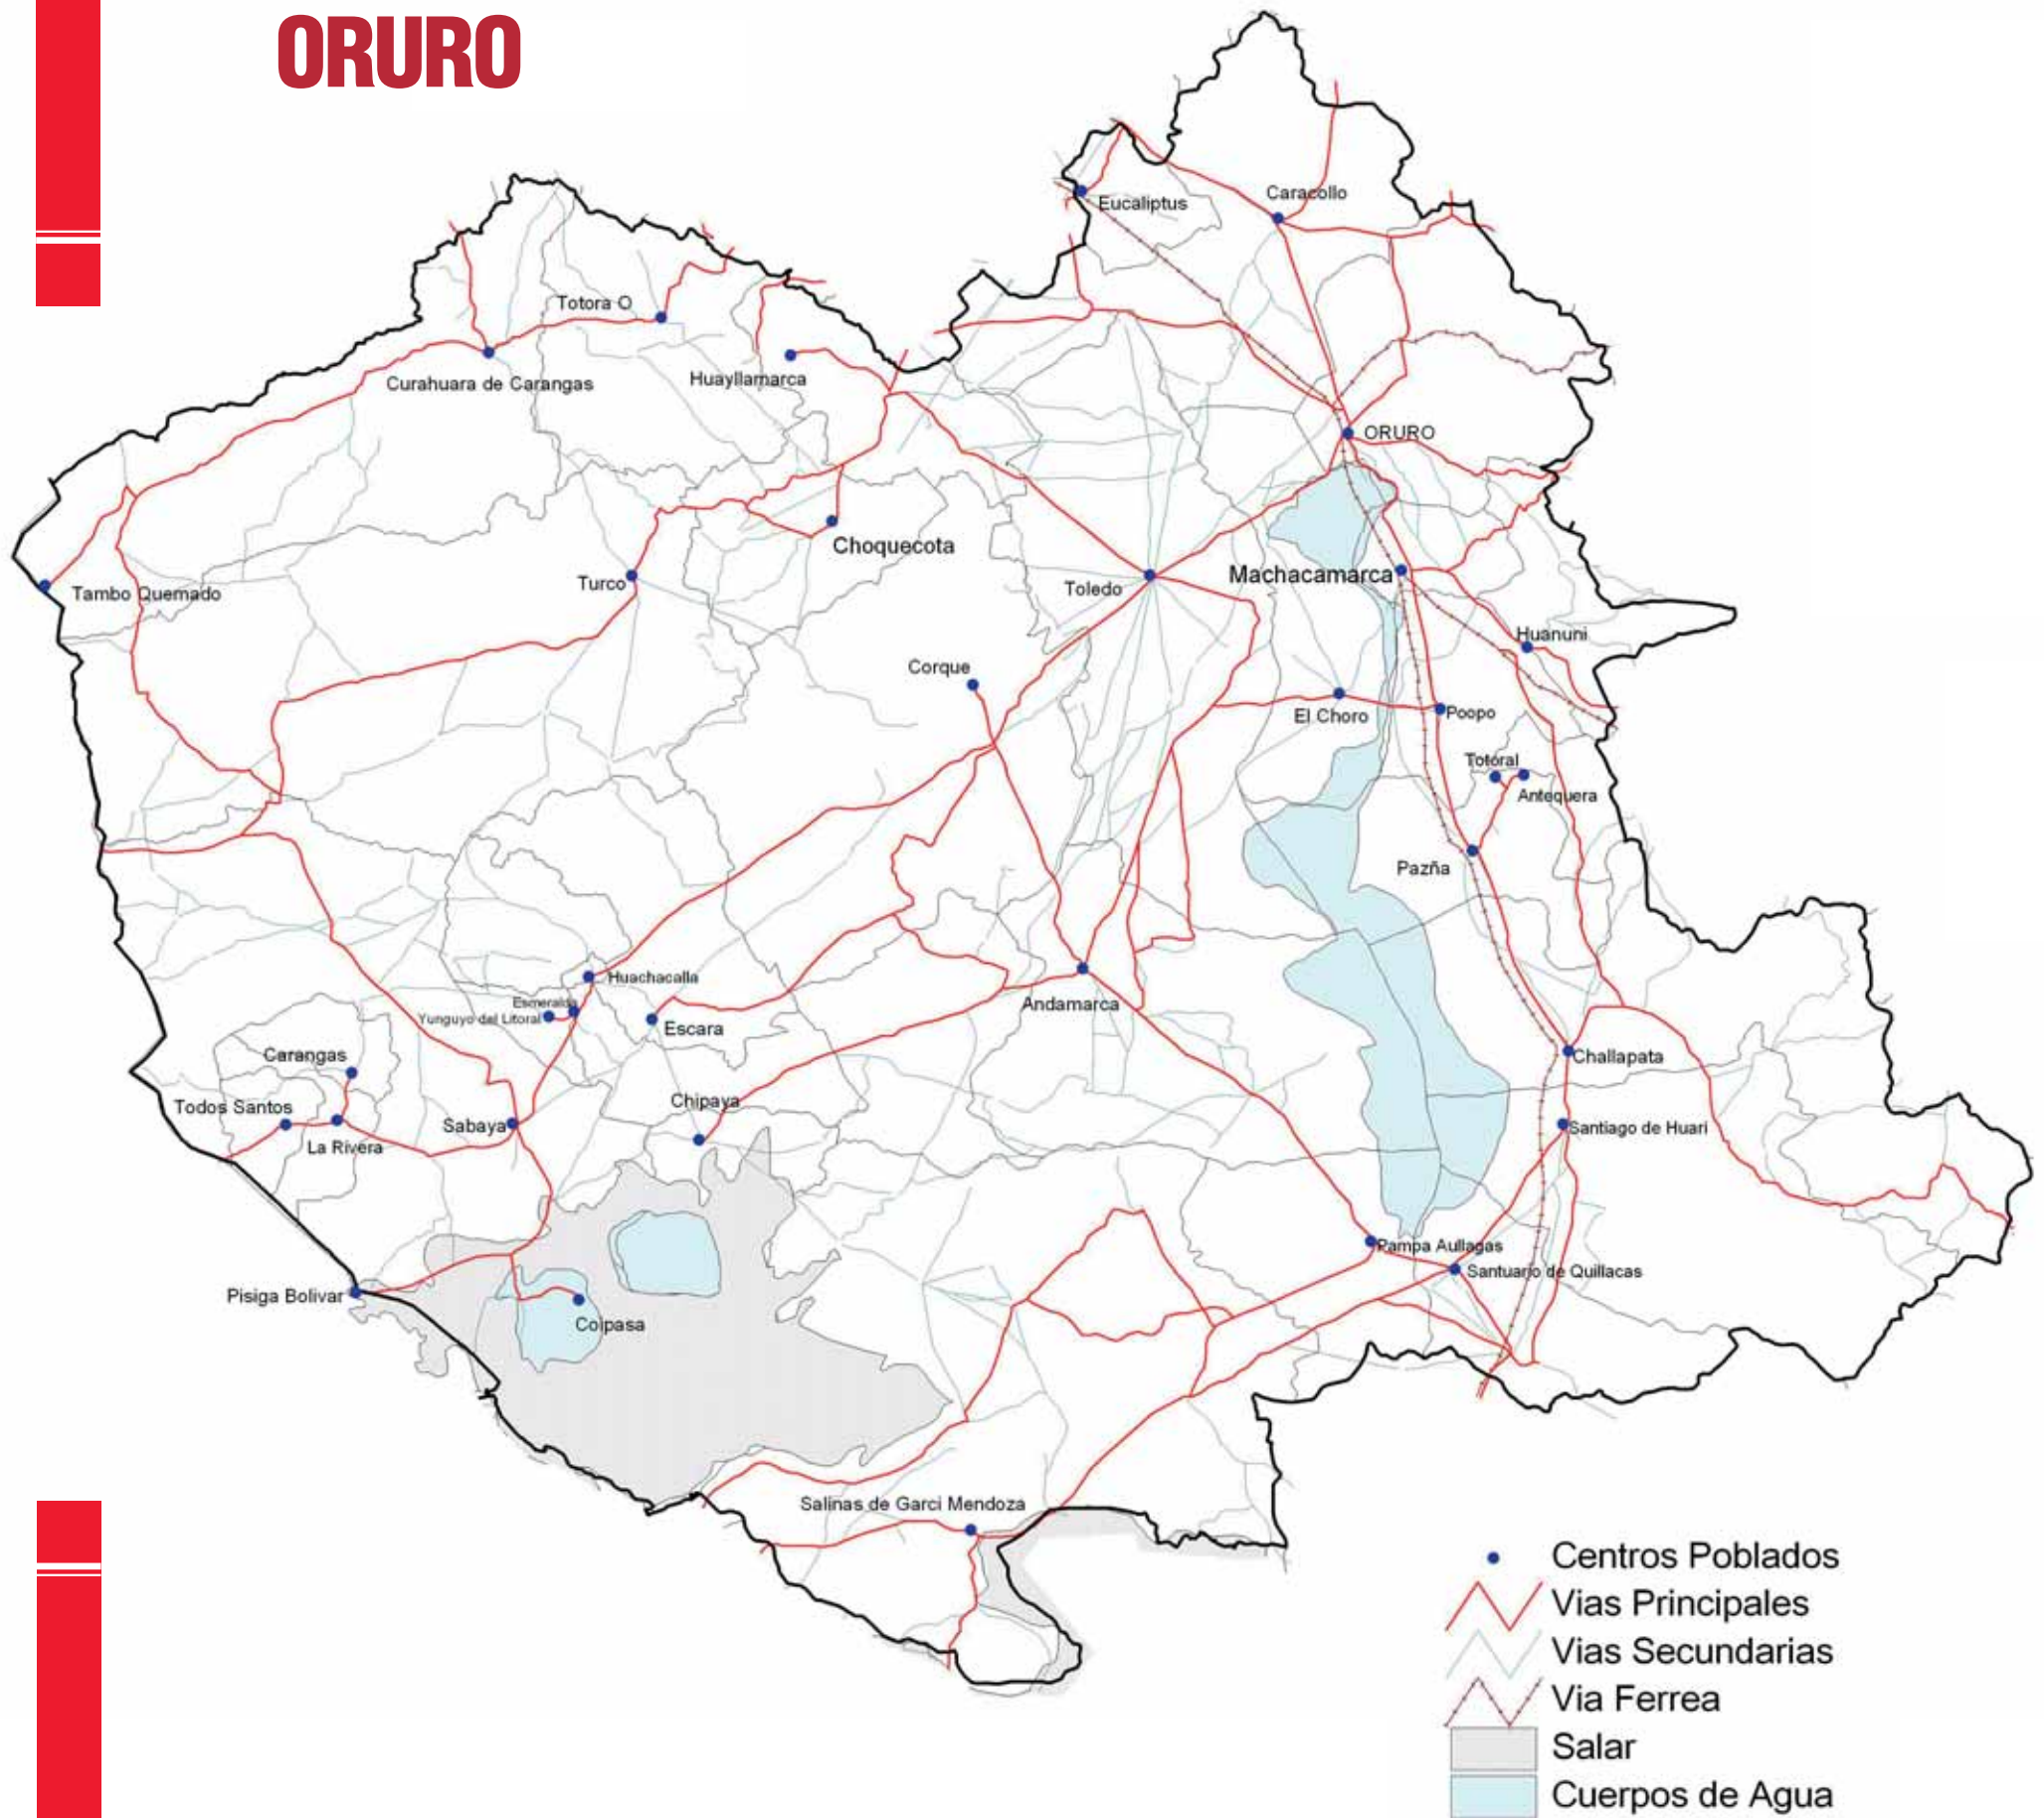 ORURO
Caracollo
Eucaliptus
Totora O
Curahuara de Carangas
Huayllamarca
ORURO
Choquecota
Tambo Quemado
Turco
Toledo
Machacamarca
Huanuni
Corque
El Choro
Poopo
Totoral
Antequera
Pazña
Huachacalla
Esmeralda
Yunguyo del Litoral
Escara
Andamarca
Carangas
Challapata
Todos Santos
Chipaya
Sabaya
Santiago de Huari
La Rivera
Pampa Aullagas
Santuario de Quillacas
Pisiga Bolivar
Coipasa
Salinas de Garci Mendoza
Centros Poblados
Vias Principales
Vias Secundarias
Via Ferrea
Salar
Cuerpos de Agua